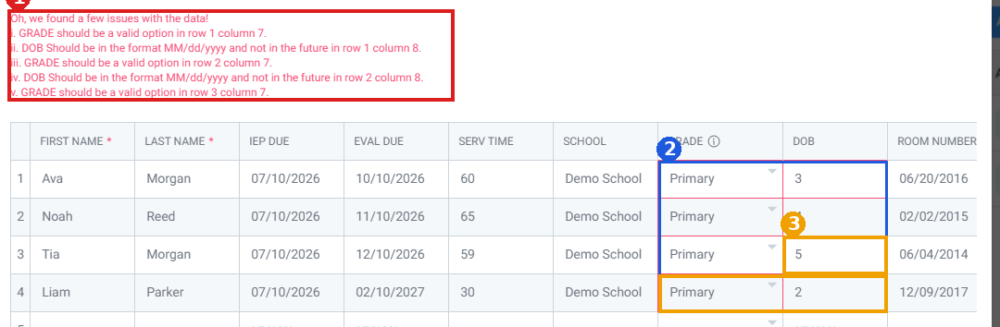 Oh, we found a few issues with the data!
i. GRADE should be a valid option in row 1 column 7.
ii. DOB Should be in the format MM/dd/yyyy and not in the future in row 1 column 8.
iii. GRADE should be a valid option in row 2 column 7.
iv. DOB Should be in the format MM/dd/yyyy and not in the future in row 2 column 8.
v. GRADE should be a valid option in row 3 column 7.
FIRST NAME * LAST NAME * IEP DUE EVAL DUE SERV TIME SCHOOL 2 RADE DOB ROOM NUMBER
1 Ava Morgan 07/10/2026 10/10/2026 60 Demo School Primary 3 06/20/2016
2 Noah Reed 07/10/2026 11/10/2026 65 Demo School Primary 02/02/2015
3
3 Tia Morgan 07/10/2026 12/10/2026 59 Demo School Primary 5 06/04/2014
4 Liam Parker 07/10/2026 02/10/2027 30 Demo School Primary 2 12/09/2017